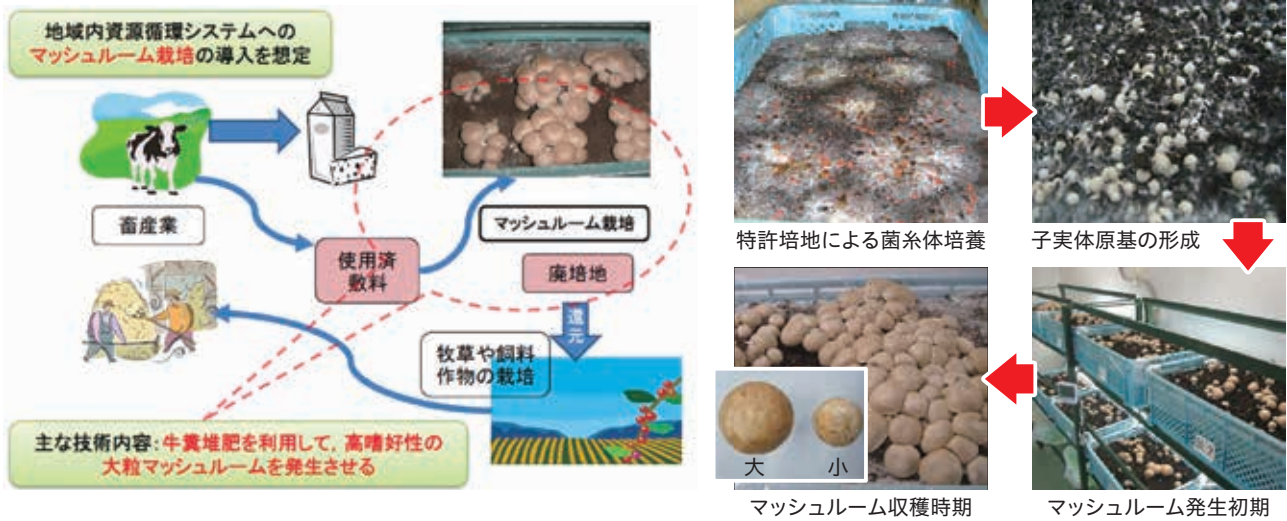 地域内資源循環システムへの
マッシュルーム栽培の導入を想定
畜産業
使用済
敷料
マッシュルーム栽培
廃培地
還元
牧草や飼料
作物の栽培
主な技術内容:牛糞堆肥を利用して,高嗜好性の
大粒マッシュルームを発生させる
特許培地による菌糸体培養
子実体原基の形成
大
小
マッシュルーム収穫時期
マッシュルーム発生初期